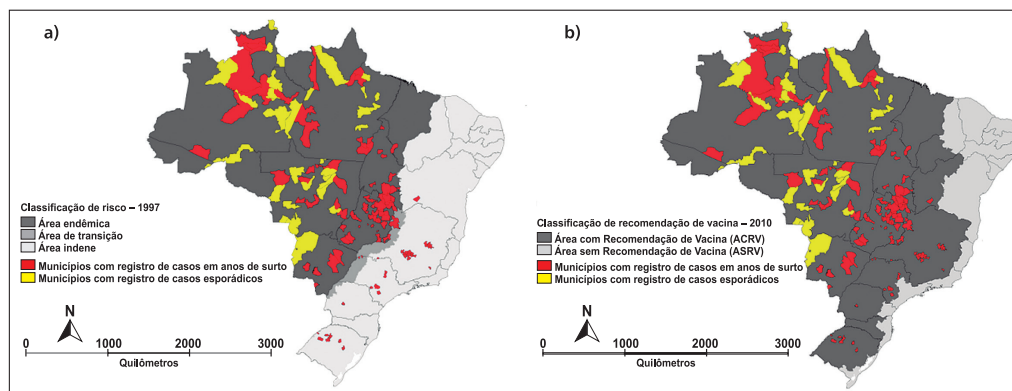 a)
Classificação de risco – 1997
Área endêmica
Área de transição
Área indene
Municípios com registro de casos em anos de surto
Municípios com registro de casos esporádicos
N
0 1000 2000 3000
Quilômetros
b)
Classificação de recomendação de vacina – 2010
Área com Recomendação de Vacina (ACRV)
Área sem Recomendação de Vacina (ASRV)
Municípios com registro de casos em anos de surto
Municípios com registro de casos esporádicos
N
0 1000 2000 3000
Quilômetros